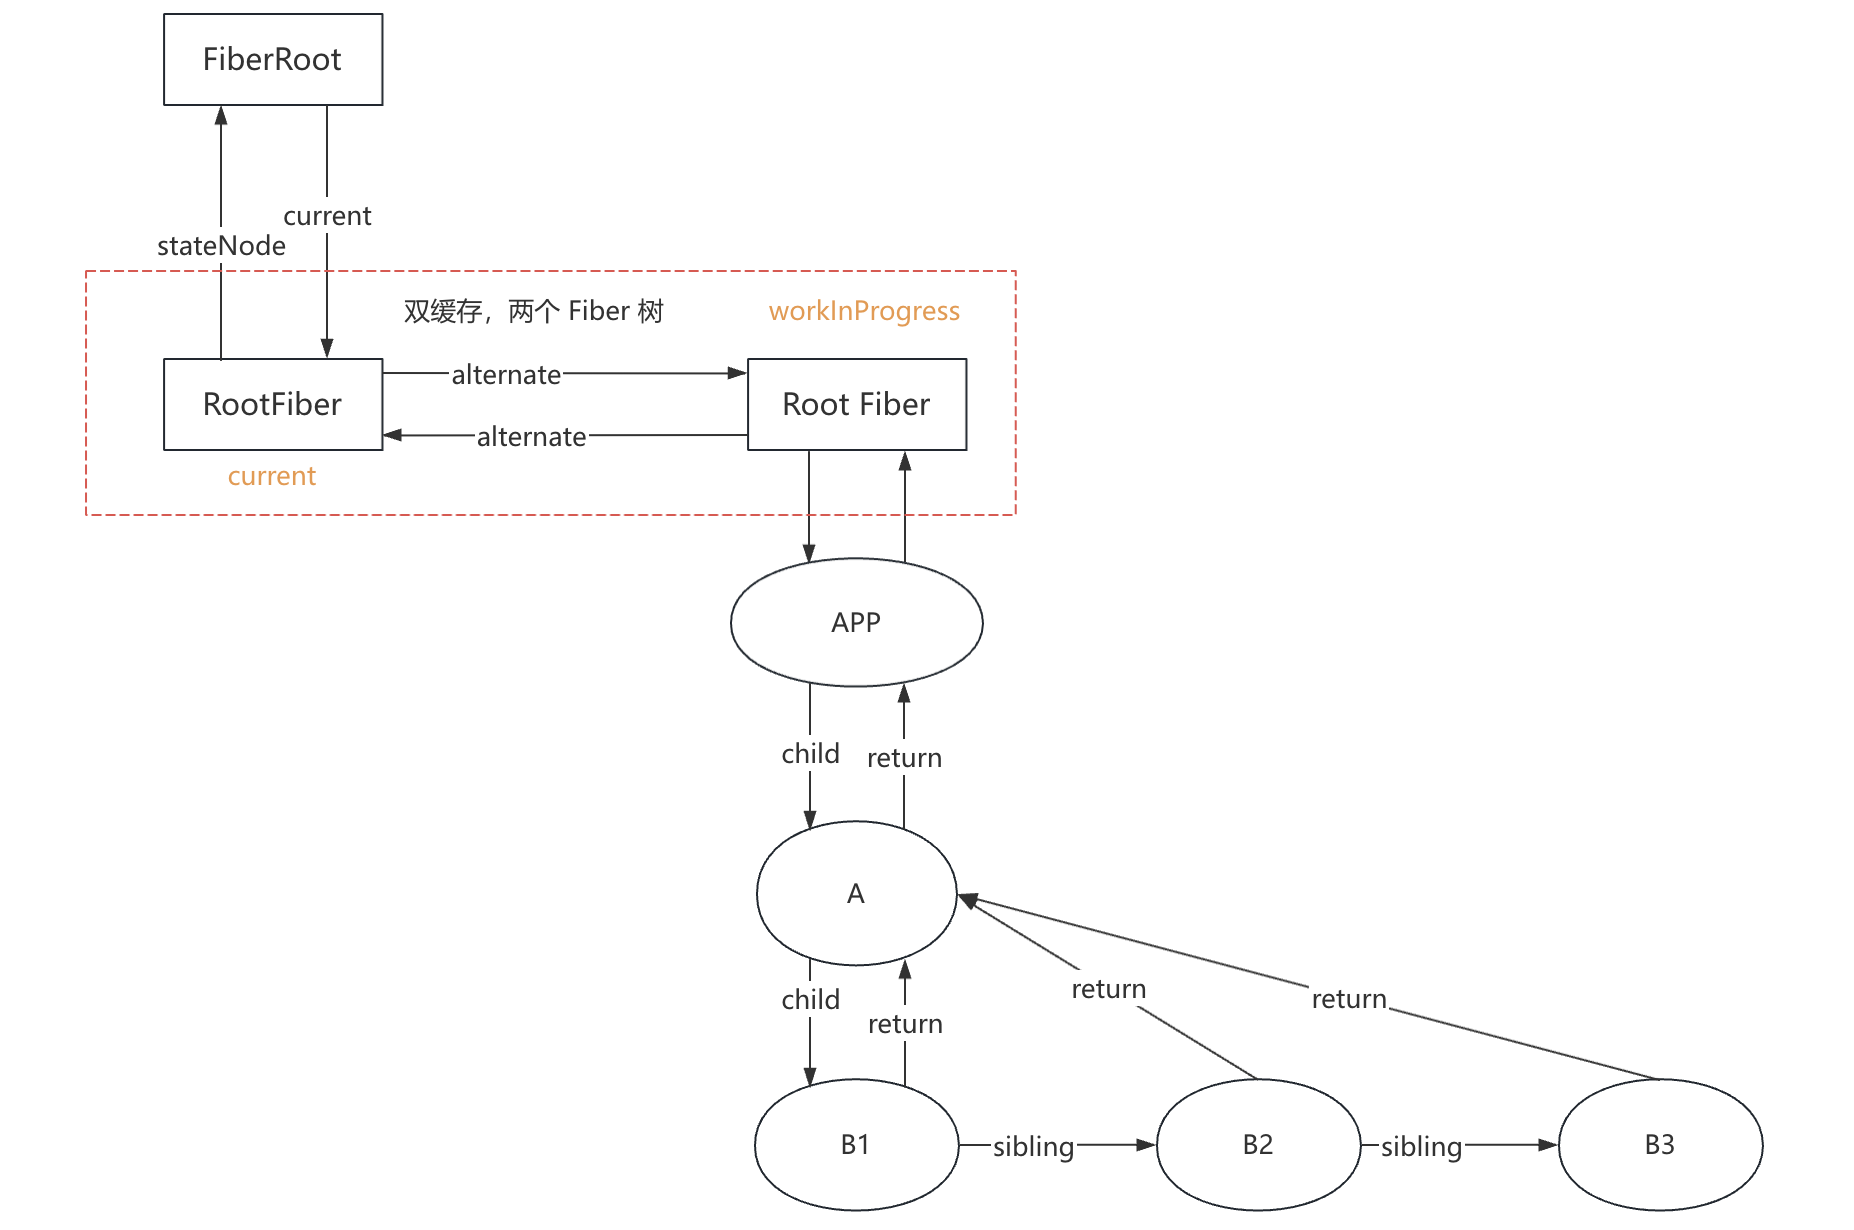 FiberRoot
current
stateNode
双缓存，两个 Fiber 树
workInProgress
alternate
RootFiber
Root Fiber
alternate
current
APP
child
return
A
return
child
return
return
B1
sibling
B2
sibling
B3